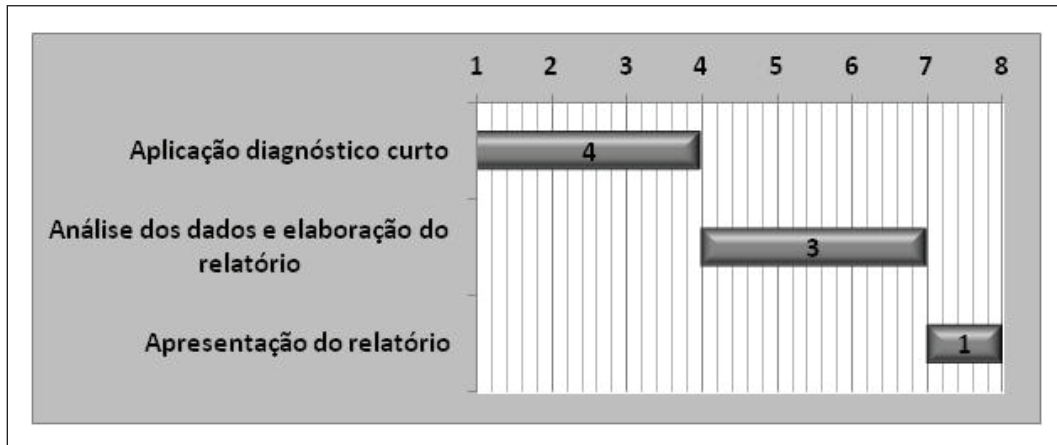 1 2 3 4 5 6 7 8
Aplicação diagnóstico curto
4
Análise dos dados e elaboração do
relatório
3
Apresentação do relatório
1